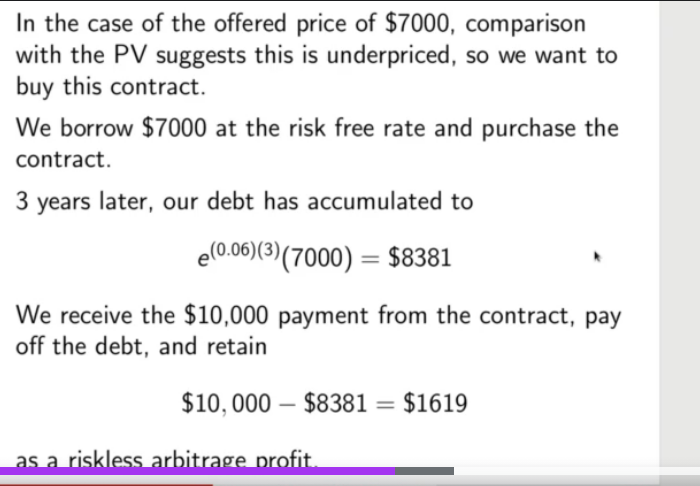 In the case of the offered price of $7000, comparison
with the PV suggests this is underpriced, so we want to
buy this contract.
We borrow $7000 at the risk free rate and purchase the
contract.
3 years later, our debt has accumulated to
e^{(0.06)(3)}(7000) = $8381
We receive the $10,000 payment from the contract, pay
off the debt, and retain
$10,000 − $8381 = $1619
as a riskless arbitrage profit.